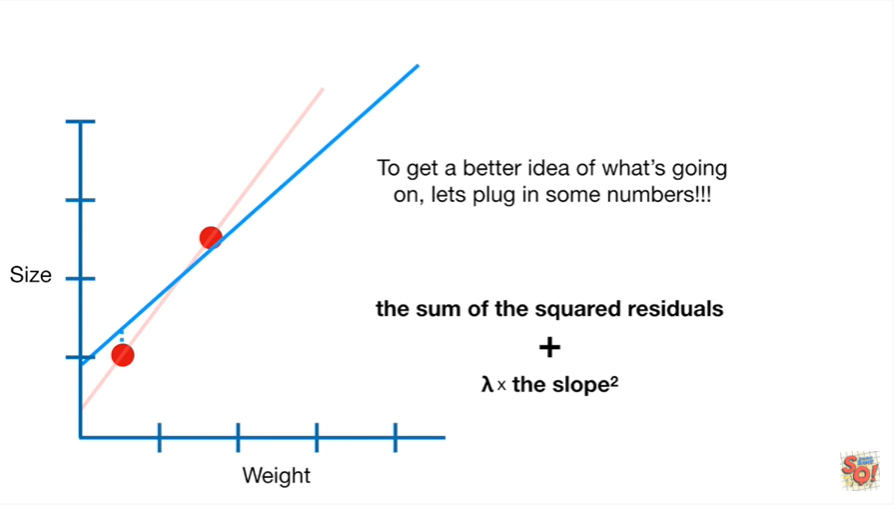 To get a better idea of what's going
on, lets plug in some numbers!!!
Size
the sum of the squared residuals
+
λ × the slope²
Weight
SQ!